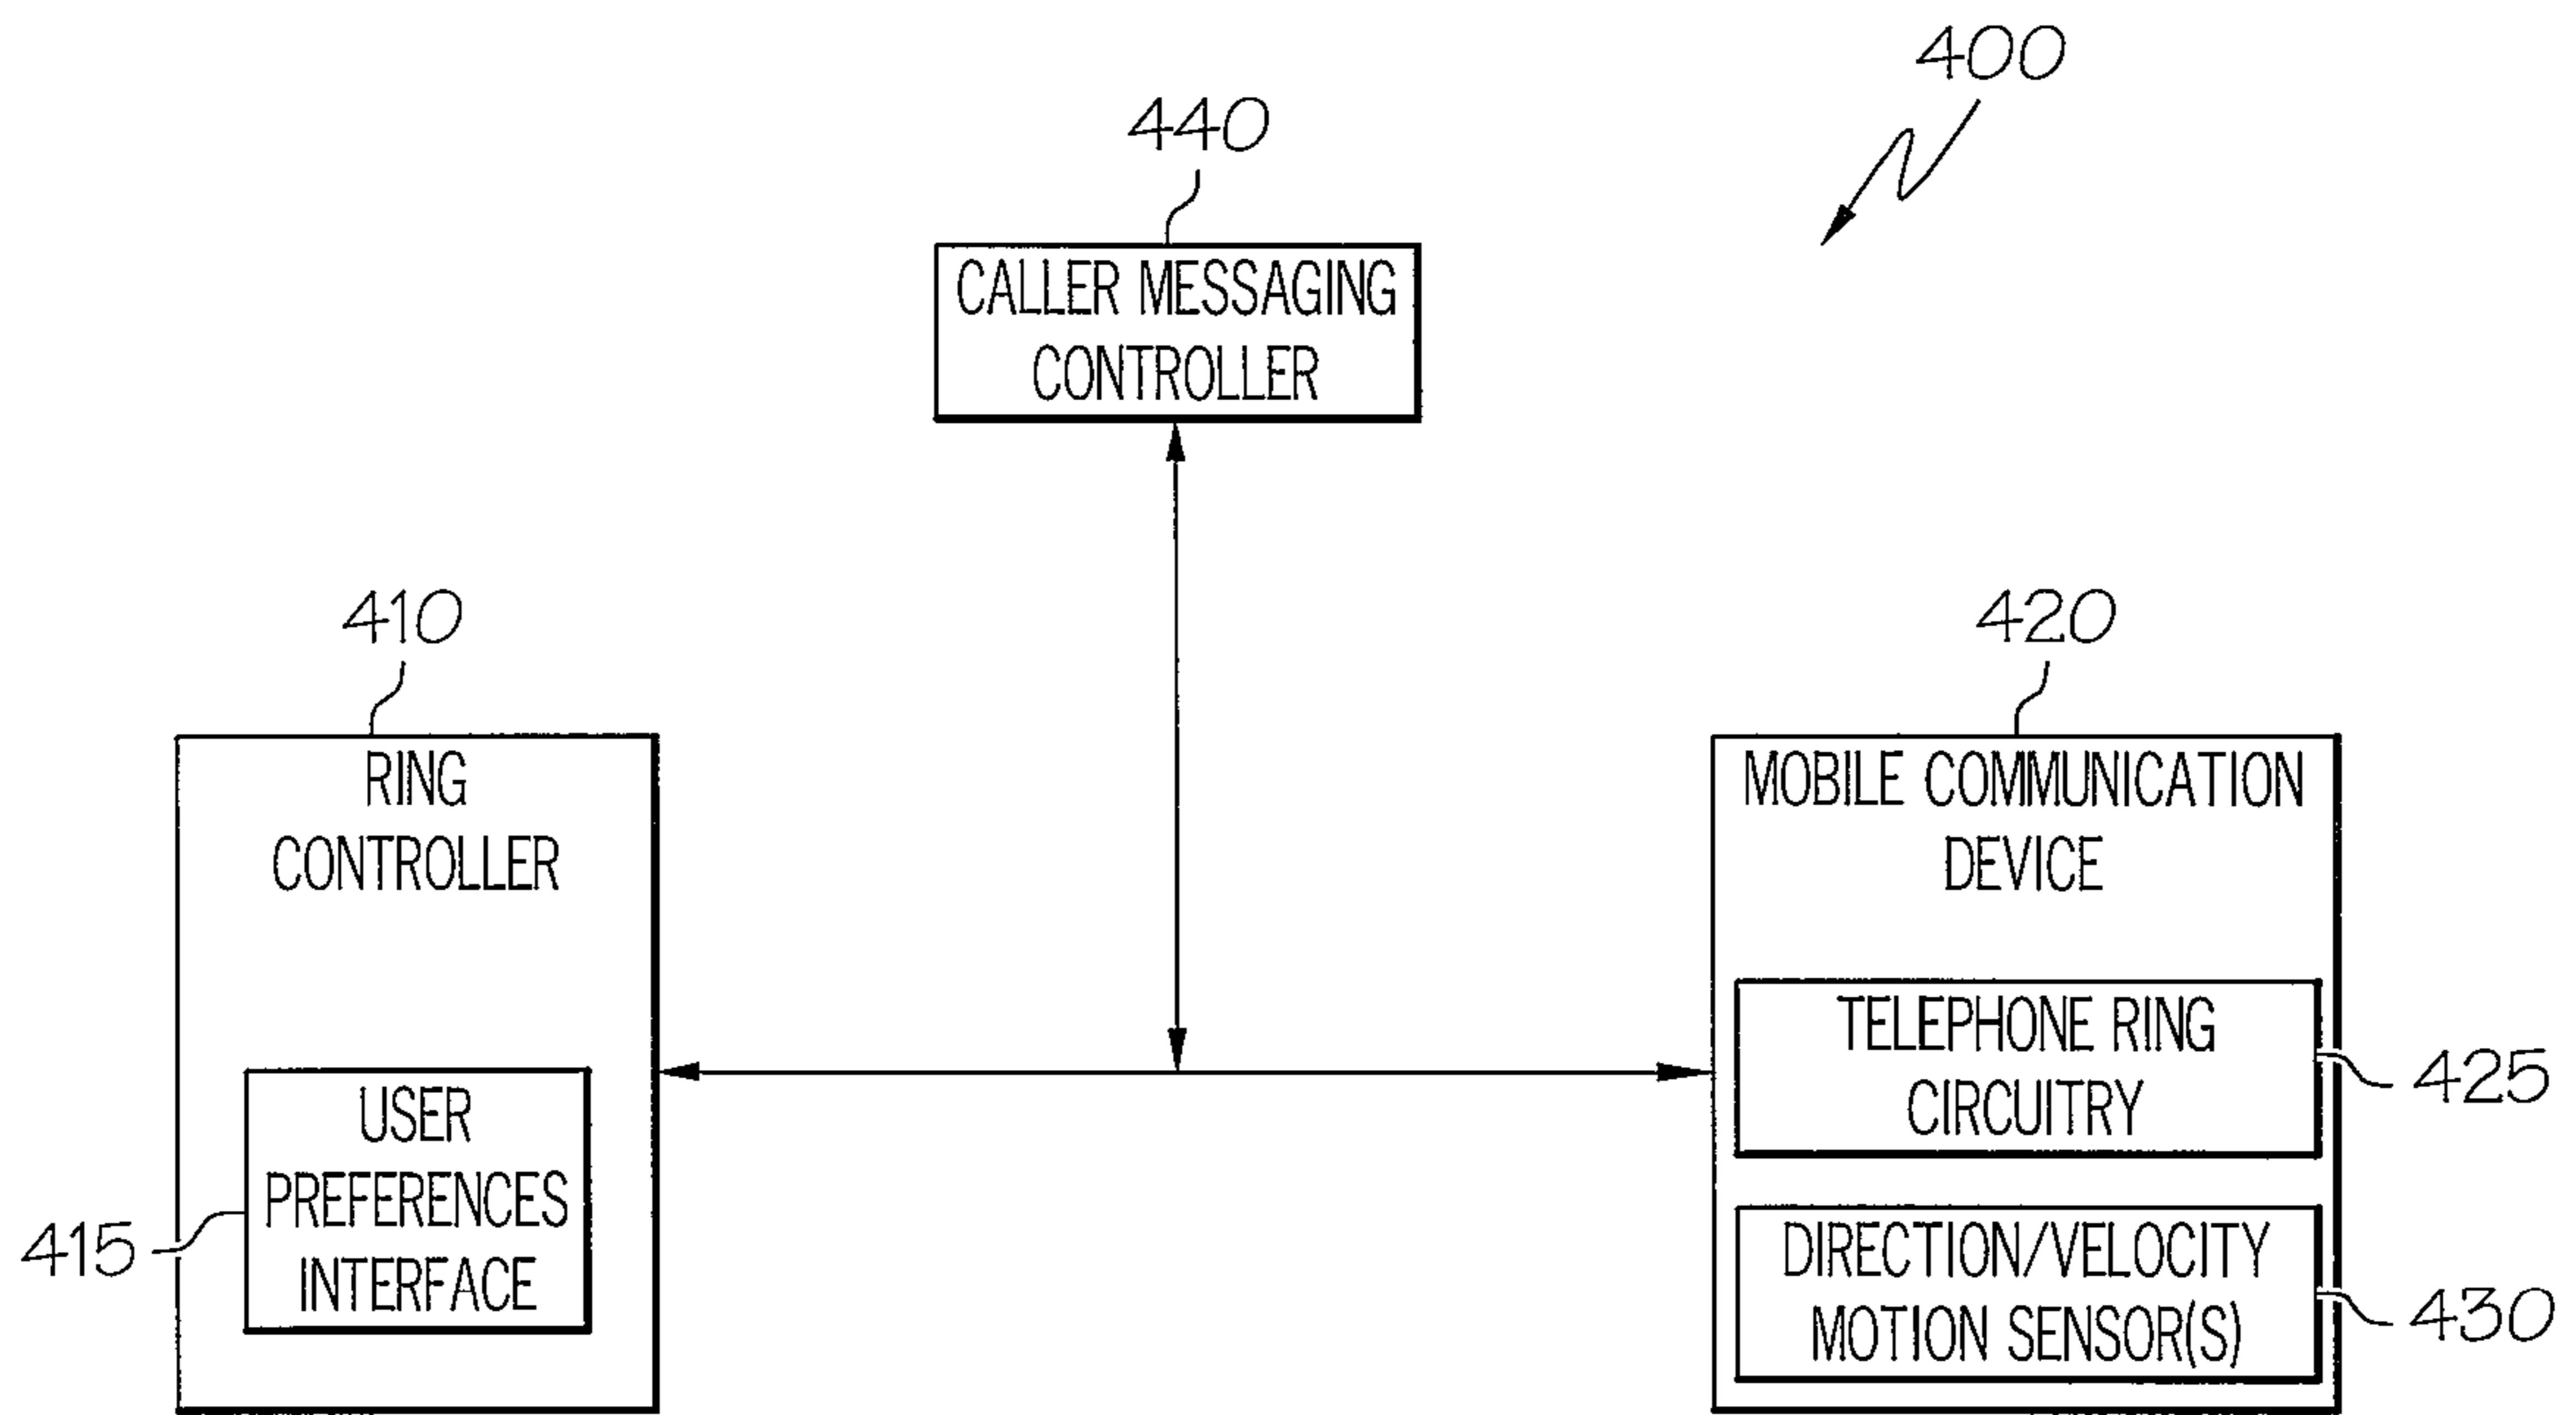 400
440
CALLER MESSAGING
CONTROLLER
410
RING
CONTROLLER
USER
PREFERENCES
INTERFACE
415
420
MOBILE COMMUNICATION
DEVICE
TELEPHONE RING
CIRCUITRY
425
DIRECTION/VELOCITY
MOTION SENSOR(S)
430